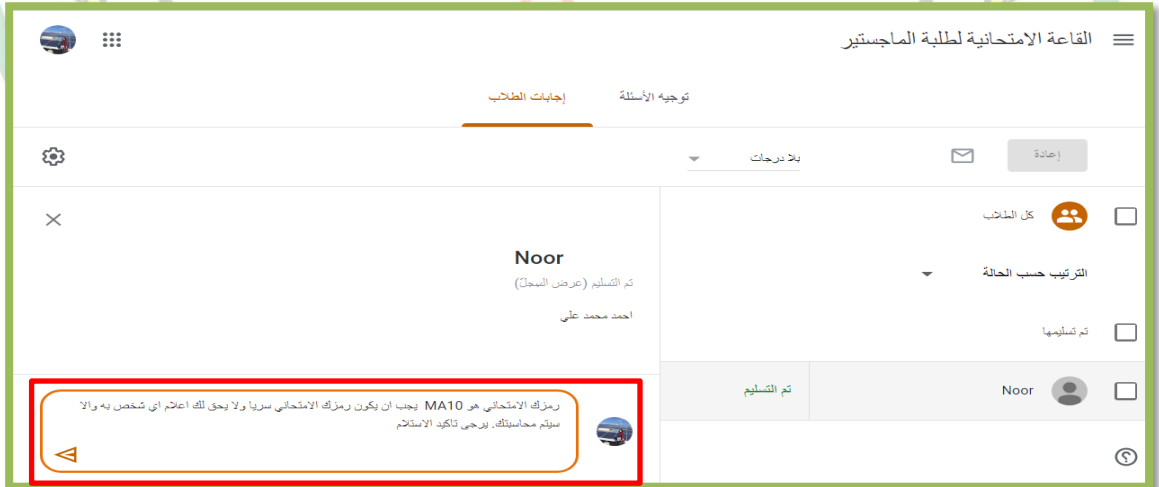 القاعة الامتحانية لطلبة الماجستير
توجيه الأسئلة
إجابات الطلاب
إعادة
بلا درجات
كل الطلاب
الترتيب حسب الحالة
تم تسليمها
Noor
تم التسليم
Noor
تم التسليم (عرض السجلّ)
احمد محمد علي
رمزك الامتحاني هو MA10 يجب ان يكون رمزك الامتحاني سريا ولا يحق لك اعلام اي شخص به والا
سيتم محاسبتك. يرجى تاكيد الاستلام